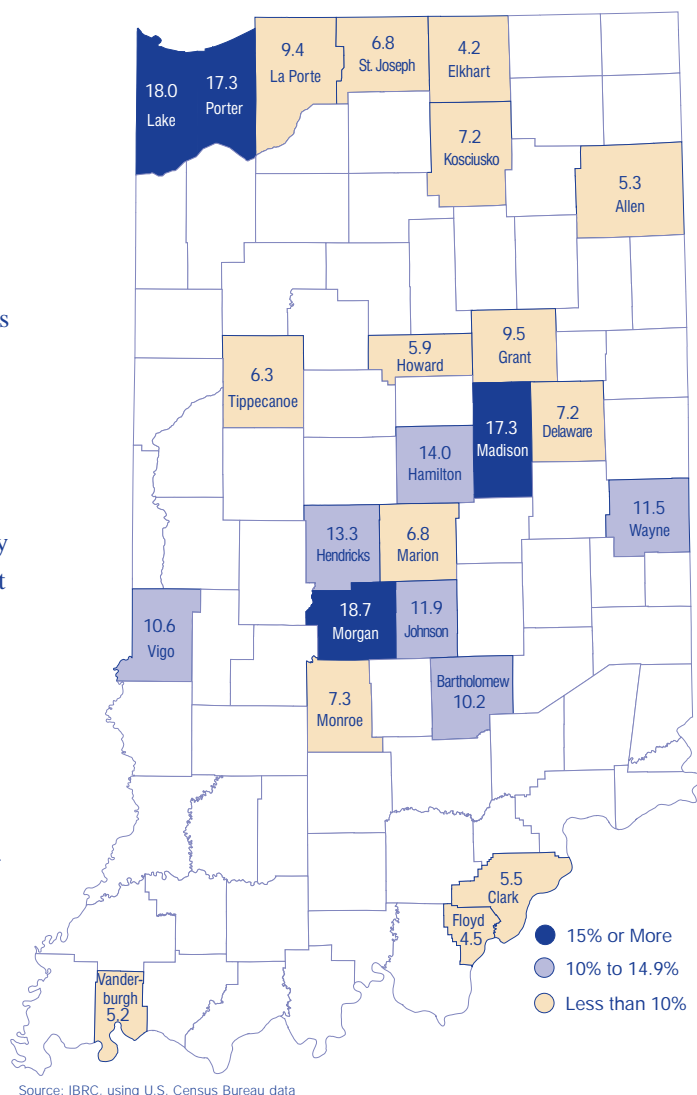 9.4
La Porte
6.8
St. Joseph
4.2
Elkhart
18.0
Lake
17.3
Porter
7.2
Kosciusko
5.3
Allen
s
5.9
Howard
9.5
Grant
6.3
Tippecanoe
14.0
Hamilton
17.3
Madison
7.2
Delaware
11.5
Wayne
13.3
Hendricks
6.8
Marion
y
t
10.6
Vigo
18.7
Morgan
11.9
Johnson
7.3
Monroe
Bartholomew
10.2
5.5
Clark
Floyd
4.5
15% or More
10% to 14.9%
Less than 10%
Vander-
burgh
5.2
Source: IBRC, using U.S. Census Bureau data